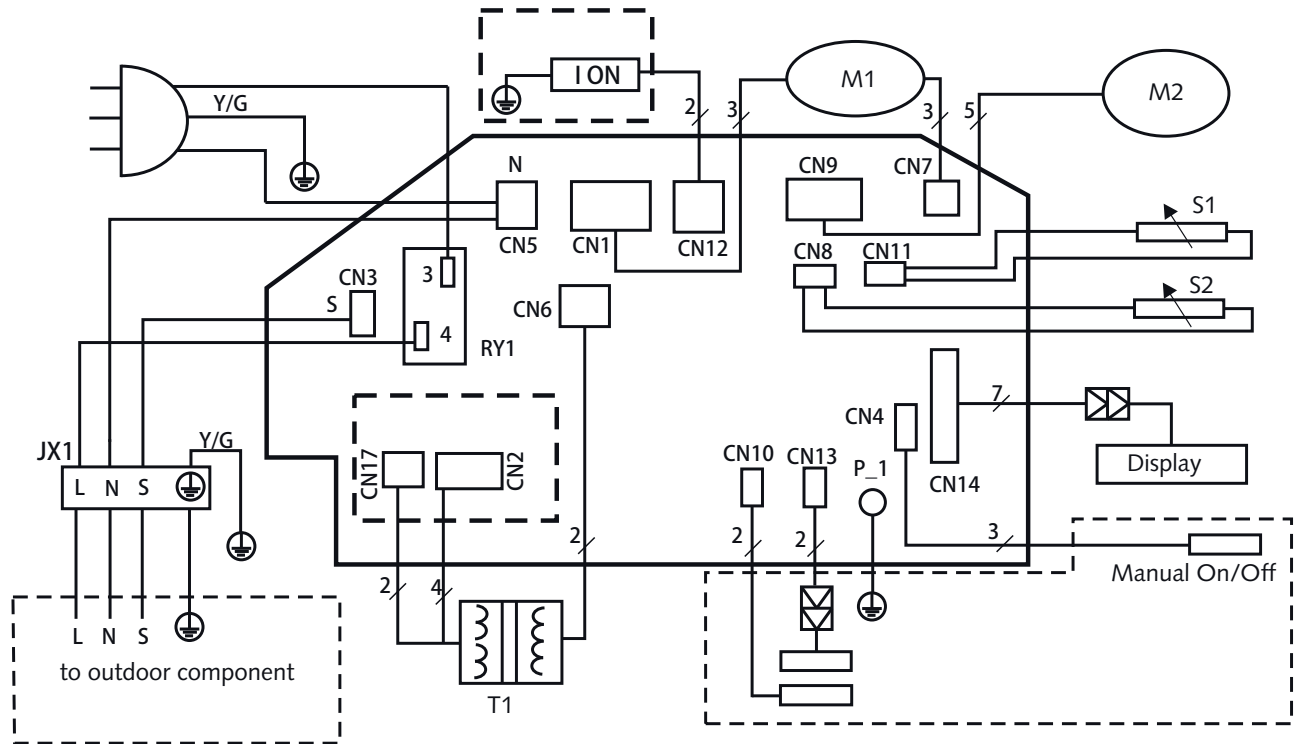 I ON
M1
M2
Y/G
2
3
3
5
N
CN9
CN7
CN5
CN1
CN12
S1
CN8
CN11
CN3
S
3
4
RY1
CN6
S2
7
CN4
CN14
Display
Y/G
JX1
L N S
CN17
CN2
CN10
CN13
P_1
2
2
2
3
Manual On/Off
2
4
L N S
to outdoor component
T1